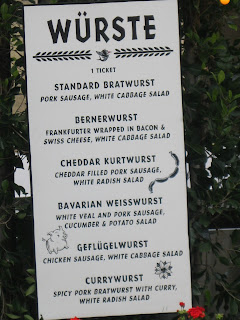 WÜRSTE
1 TICKET
STANDARD BRATWURST
PORK SAUSAGE, WHITE CABBAGE SALAD
BERNERWURST
FRANKFURTER WRAPPED IN BACON &
SWISS CHEESE, WHITE CABBAGE SALAD
CHEDDAR KURTWURST
CHEDDAR FILLED PORK SAUSAGE,
WHITE RADISH SALAD
BAVARIAN WEISSWURST
WHITE VEAL AND PORK SAUSAGE,
CUCUMBER & POTATO SALAD
GEFLÜGELWURST
CHICKEN SAUSAGE, WHITE CABBAGE SALAD
CURRYWURST
SPICY PORK BRATWURST WITH CURRY,
WHITE RADISH SALAD